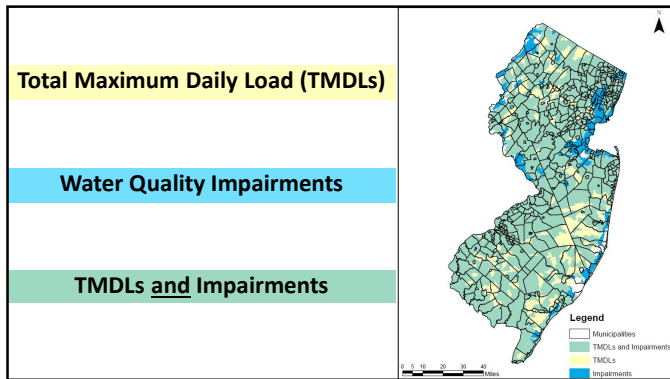 Total Maximum Daily Load (TMDLs)
Water Quality Impairments
TMDLs and Impairments
N
Legend
Municipalities
TMDLs and Impairments
TMDLs
Impairments
0 5 10 20 30 40
Miles